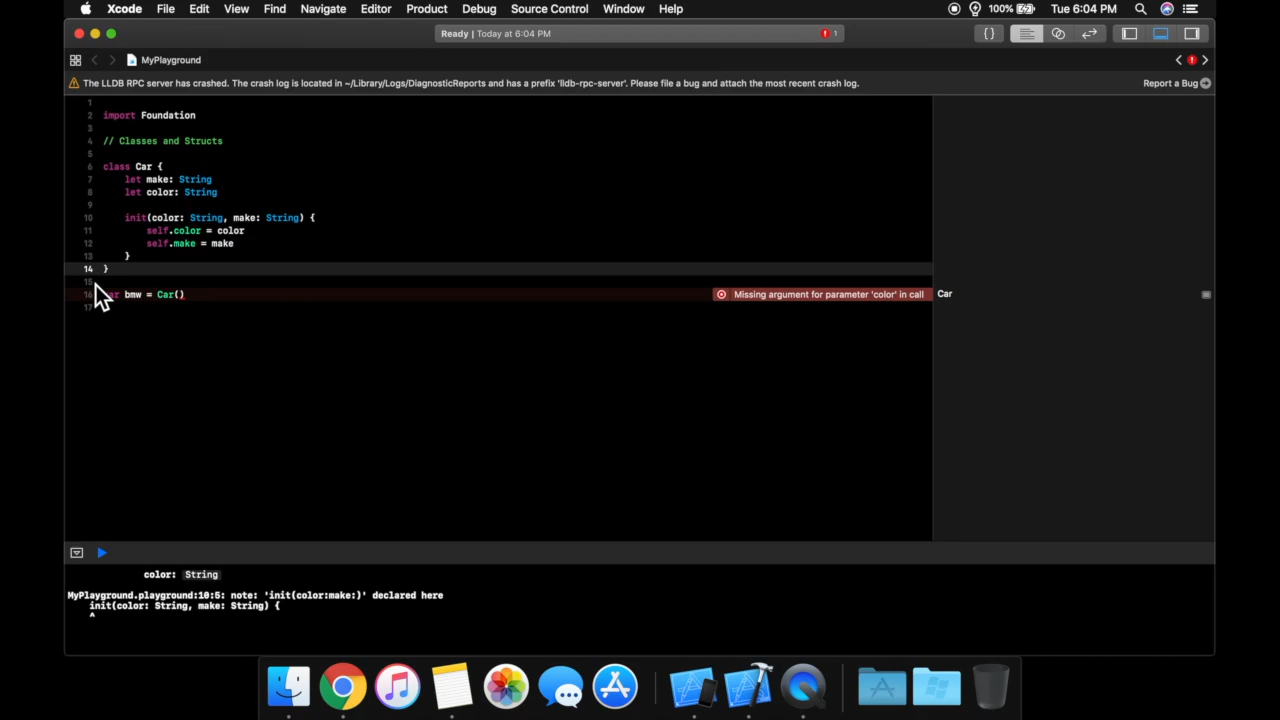 Xcode File Edit View Find Navigate Editor Product Debug Source Control Window Help 100% Tue 6:04 PM
Ready | Today at 6:04 PM 1
{ }
MyPlayground
The LLDB RPC server has crashed. The crash log is located in ~/Library/Logs/DiagnosticReports and has a prefix 'lldb-rpc-server'. Please file a bug and attach the most recent crash log. Report a Bug
1
2 import Foundation
3
4 // Classes and Structs
5
6 class Car {
7 let make: String
8 let color: String
9
10 init(color: String, make: String) {
11 self.color = color
12 self.make = make
13 }
14 }
15
16 bmw = Car() Missing argument for parameter 'color' in call Car
17
color: String
MyPlayground.playground:10:5: note: 'init(color:make:)' declared here
init(color: String, make: String) {
^